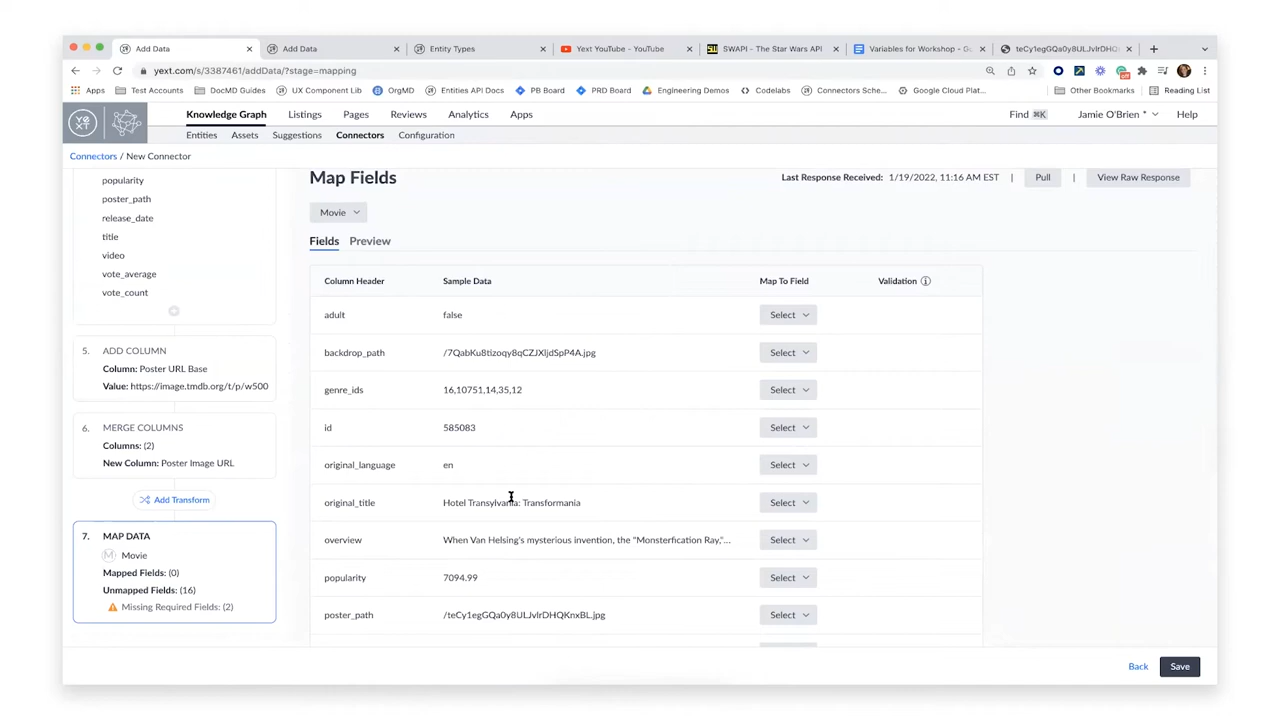 Add Data
Add Data
Entity Types
Yext YouTube - YouTube
SWAPI - The Star Wars API
Variables for Workshop - Go
teCy1egGQa0y8ULJvlrDHQ
yext.com/s/3387461/addData/?stage=mapping
Apps
Test Accounts
DocMD Guides
UX Component Lib
OrgMD
Entities API Docs
PB Board
PRD Board
Engineering Demos
Codelabs
Connectors Sche...
Google Cloud Plat...
Other Bookmarks
Reading List
Knowledge Graph Listings Pages Reviews Analytics Apps
Find ⌘K Jamie O'Brien * Help
Entities Assets Suggestions Connectors Configuration
Connectors / New Connector
popularity
poster_path
release_date
title
video
vote_average
vote_count
5. ADD COLUMN
Column: Poster URL Base
Value: https://image.tmdb.org/t/p/w500
6. MERGE COLUMNS
Columns: (2)
New Column: Poster Image URL
Add Transform
7. MAP DATA
M Movie
Mapped Fields: (0)
Unmapped Fields: (16)
Missing Required Fields: (2)
Map Fields
Last Response Received: 1/19/2022, 11:16 AM EST | Pull | View Raw Response
Movie
Fields Preview
Column Header Sample Data Map To Field Validation
adult false Select
backdrop_path /7QabKu8tizoqy8qCZJXljdSpP4A.jpg Select
genre_ids 16,10751,14,35,12 Select
id 585083 Select
original_language en Select
original_title Hotel Transylvania: Transformania Select
overview When Van Helsing's mysterious invention, the "Monsterfication Ray,"... Select
popularity 7094.99 Select
poster_path /teCy1egGQa0y8ULJvlrDHQKnxBL.jpg Select
Back Save